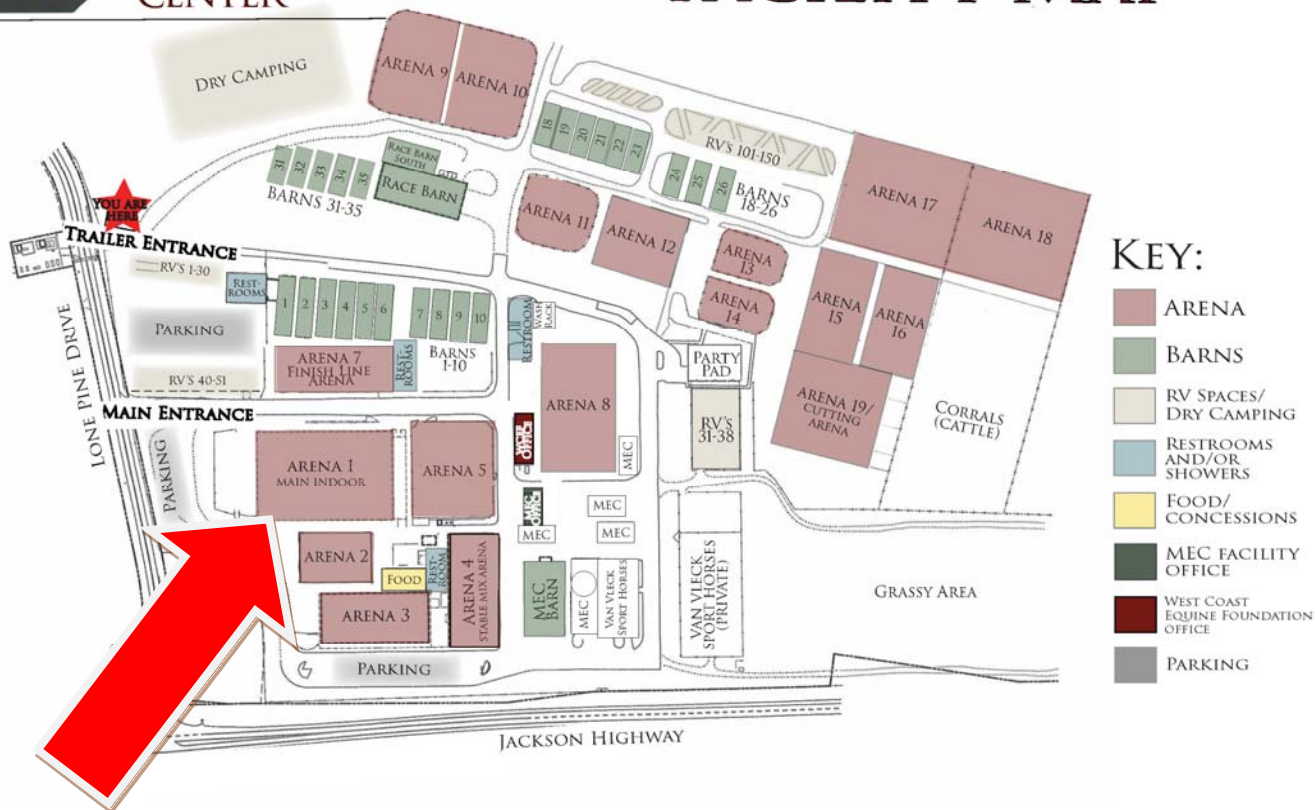 CENTER
FACILITY MAP
DRY CAMPING
ARENA 9
ARENA 10
18
19
20
21
22
23
RV'S 101-150
24
25
26
BARNS
18-26
31
32
33
34
35
BARNS 31-35
RACE BARN
SOUTH
RACE BARN
ARENA 11
ARENA 12
ARENA
13
ARENA
14
ARENA 17
ARENA 18
ARENA
15
ARENA
16
ARENA 19/
CUTTING
ARENA
CORRALS
(CATTLE)
YOU ARE
HERE
TRAILER ENTRANCE
RV'S 1-30
REST-
ROOMS
PARKING
RV'S 40-51
1
2
3
4
5
6
7
8
9
10
BARNS
1-10
ARENA 7
FINISH LINE
ARENA
REST-
ROOMS
RESTROOM
WASH
RACK
PARTY
PAD
RV'S
31-38
LONE PINE DRIVE
MAIN ENTRANCE
PARKING
ARENA 1
MAIN INDOOR
ARENA 5
WCEF
OFFICE
ARENA 8
MEC
MEC
OFFICE
MEC
MEC
MEC
ARENA 2
FOOD
REST-
ROOM
ARENA 3
ARENA 4
STABLE MIX ARENA
MEC
BARN
MEC
VAN VLECK
SPORT HORSES
VAN VLECK
SPORT HORSES
(PRIVATE)
GRASSY AREA
PARKING
JACKSON HIGHWAY
KEY:
ARENA
BARNS
RV SPACES/
DRY CAMPING
RESTROOMS
AND/OR
SHOWERS
FOOD/
CONCESSIONS
MEC FACILITY
OFFICE
WEST COAST
EQUINE FOUNDATION
OFFICE
PARKING